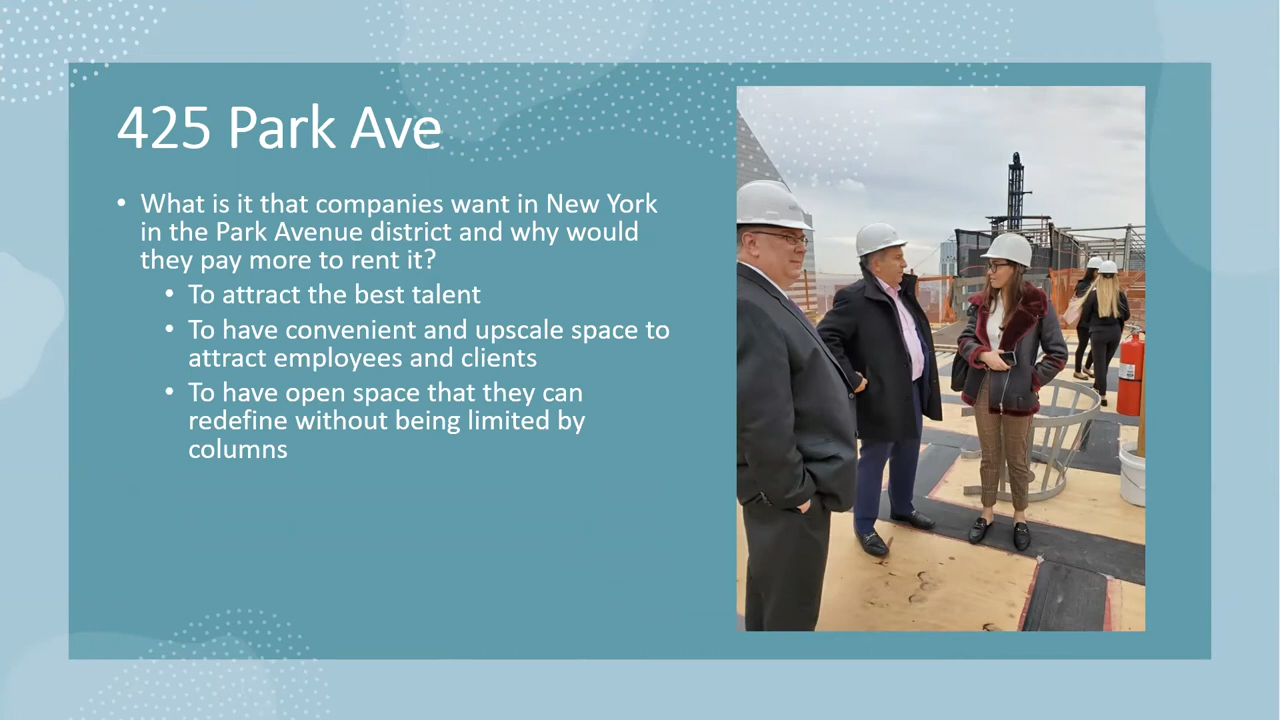 425 Park Ave
• What is it that companies want in New York
in the Park Avenue district and why would
they pay more to rent it?
• To attract the best talent
• To have convenient and upscale space to
attract employees and clients
• To have open space that they can
redefine without being limited by
columns